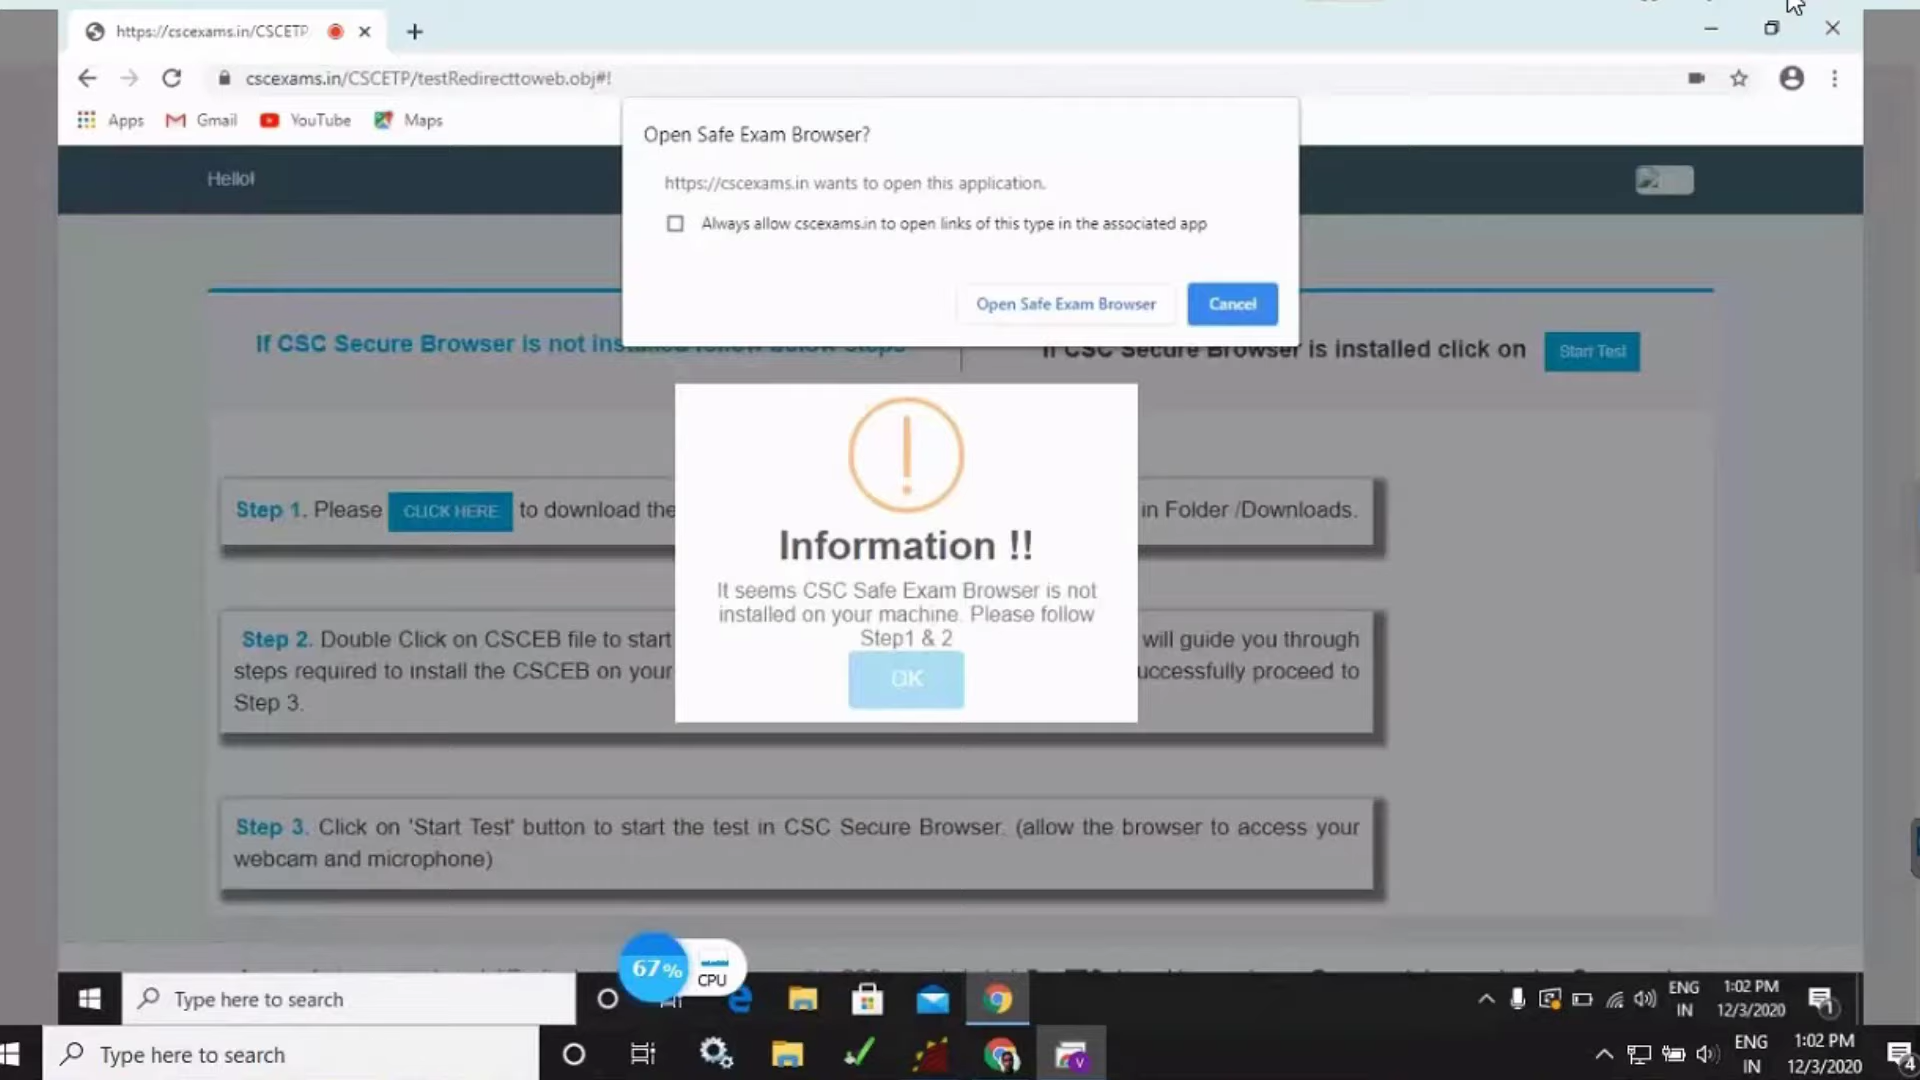 https://cscexams.in/CSCETP
cscexams.in/CSCETP/testRedirecttoweb.obj#!
Apps Gmail YouTube Maps
Open Safe Exam Browser?
https://cscexams.in wants to open this application.
Always allow cscexams.in to open links of this type in the associated app
Open Safe Exam Browser Cancel
Hello!
If CSC Secure Browser is not
If CSC Secure Browser is installed click on Start Test
Information !!
It seems CSC Safe Exam Browser is not
installed on your machine. Please follow
Step1 & 2
OK
Step 1. Please CLICK HERE to download the in Folder /Downloads.
Step 2. Double Click on CSCEB file to start will guide you through
steps required to install the CSCEB on your uccessfully proceed to
Step 3.
Step 3. Click on 'Start Test' button to start the test in CSC Secure Browser. (allow the browser to access your
webcam and microphone)
67% CPU
Type here to search
ENG
IN
1:02 PM
12/3/2020
1
Type here to search
V
ENG
IN
1:02 PM
12/3/2020
4